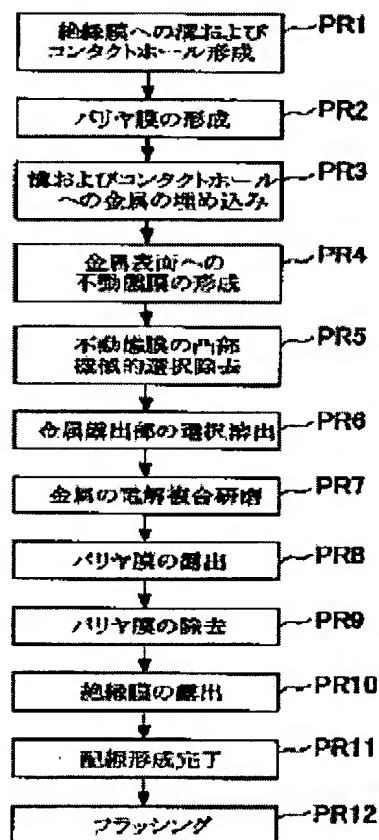 絶縁膜への溝および
コンタクトホール形成
PR1
バリヤ膜の形成
PR2
溝およびコンタクトホール
への金属の埋め込み
PR3
金属表面への
不動態膜の形成
PR4
不動態膜の凸部
機械的選択除去
PR5
金属露出部の選択溶出
PR6
金属の電解複合研磨
PR7
バリヤ膜の露出
PR8
バリヤ膜の除去
PR9
絶縁膜の露出
PR10
配線形成完了
PR11
フラッシング
PR12